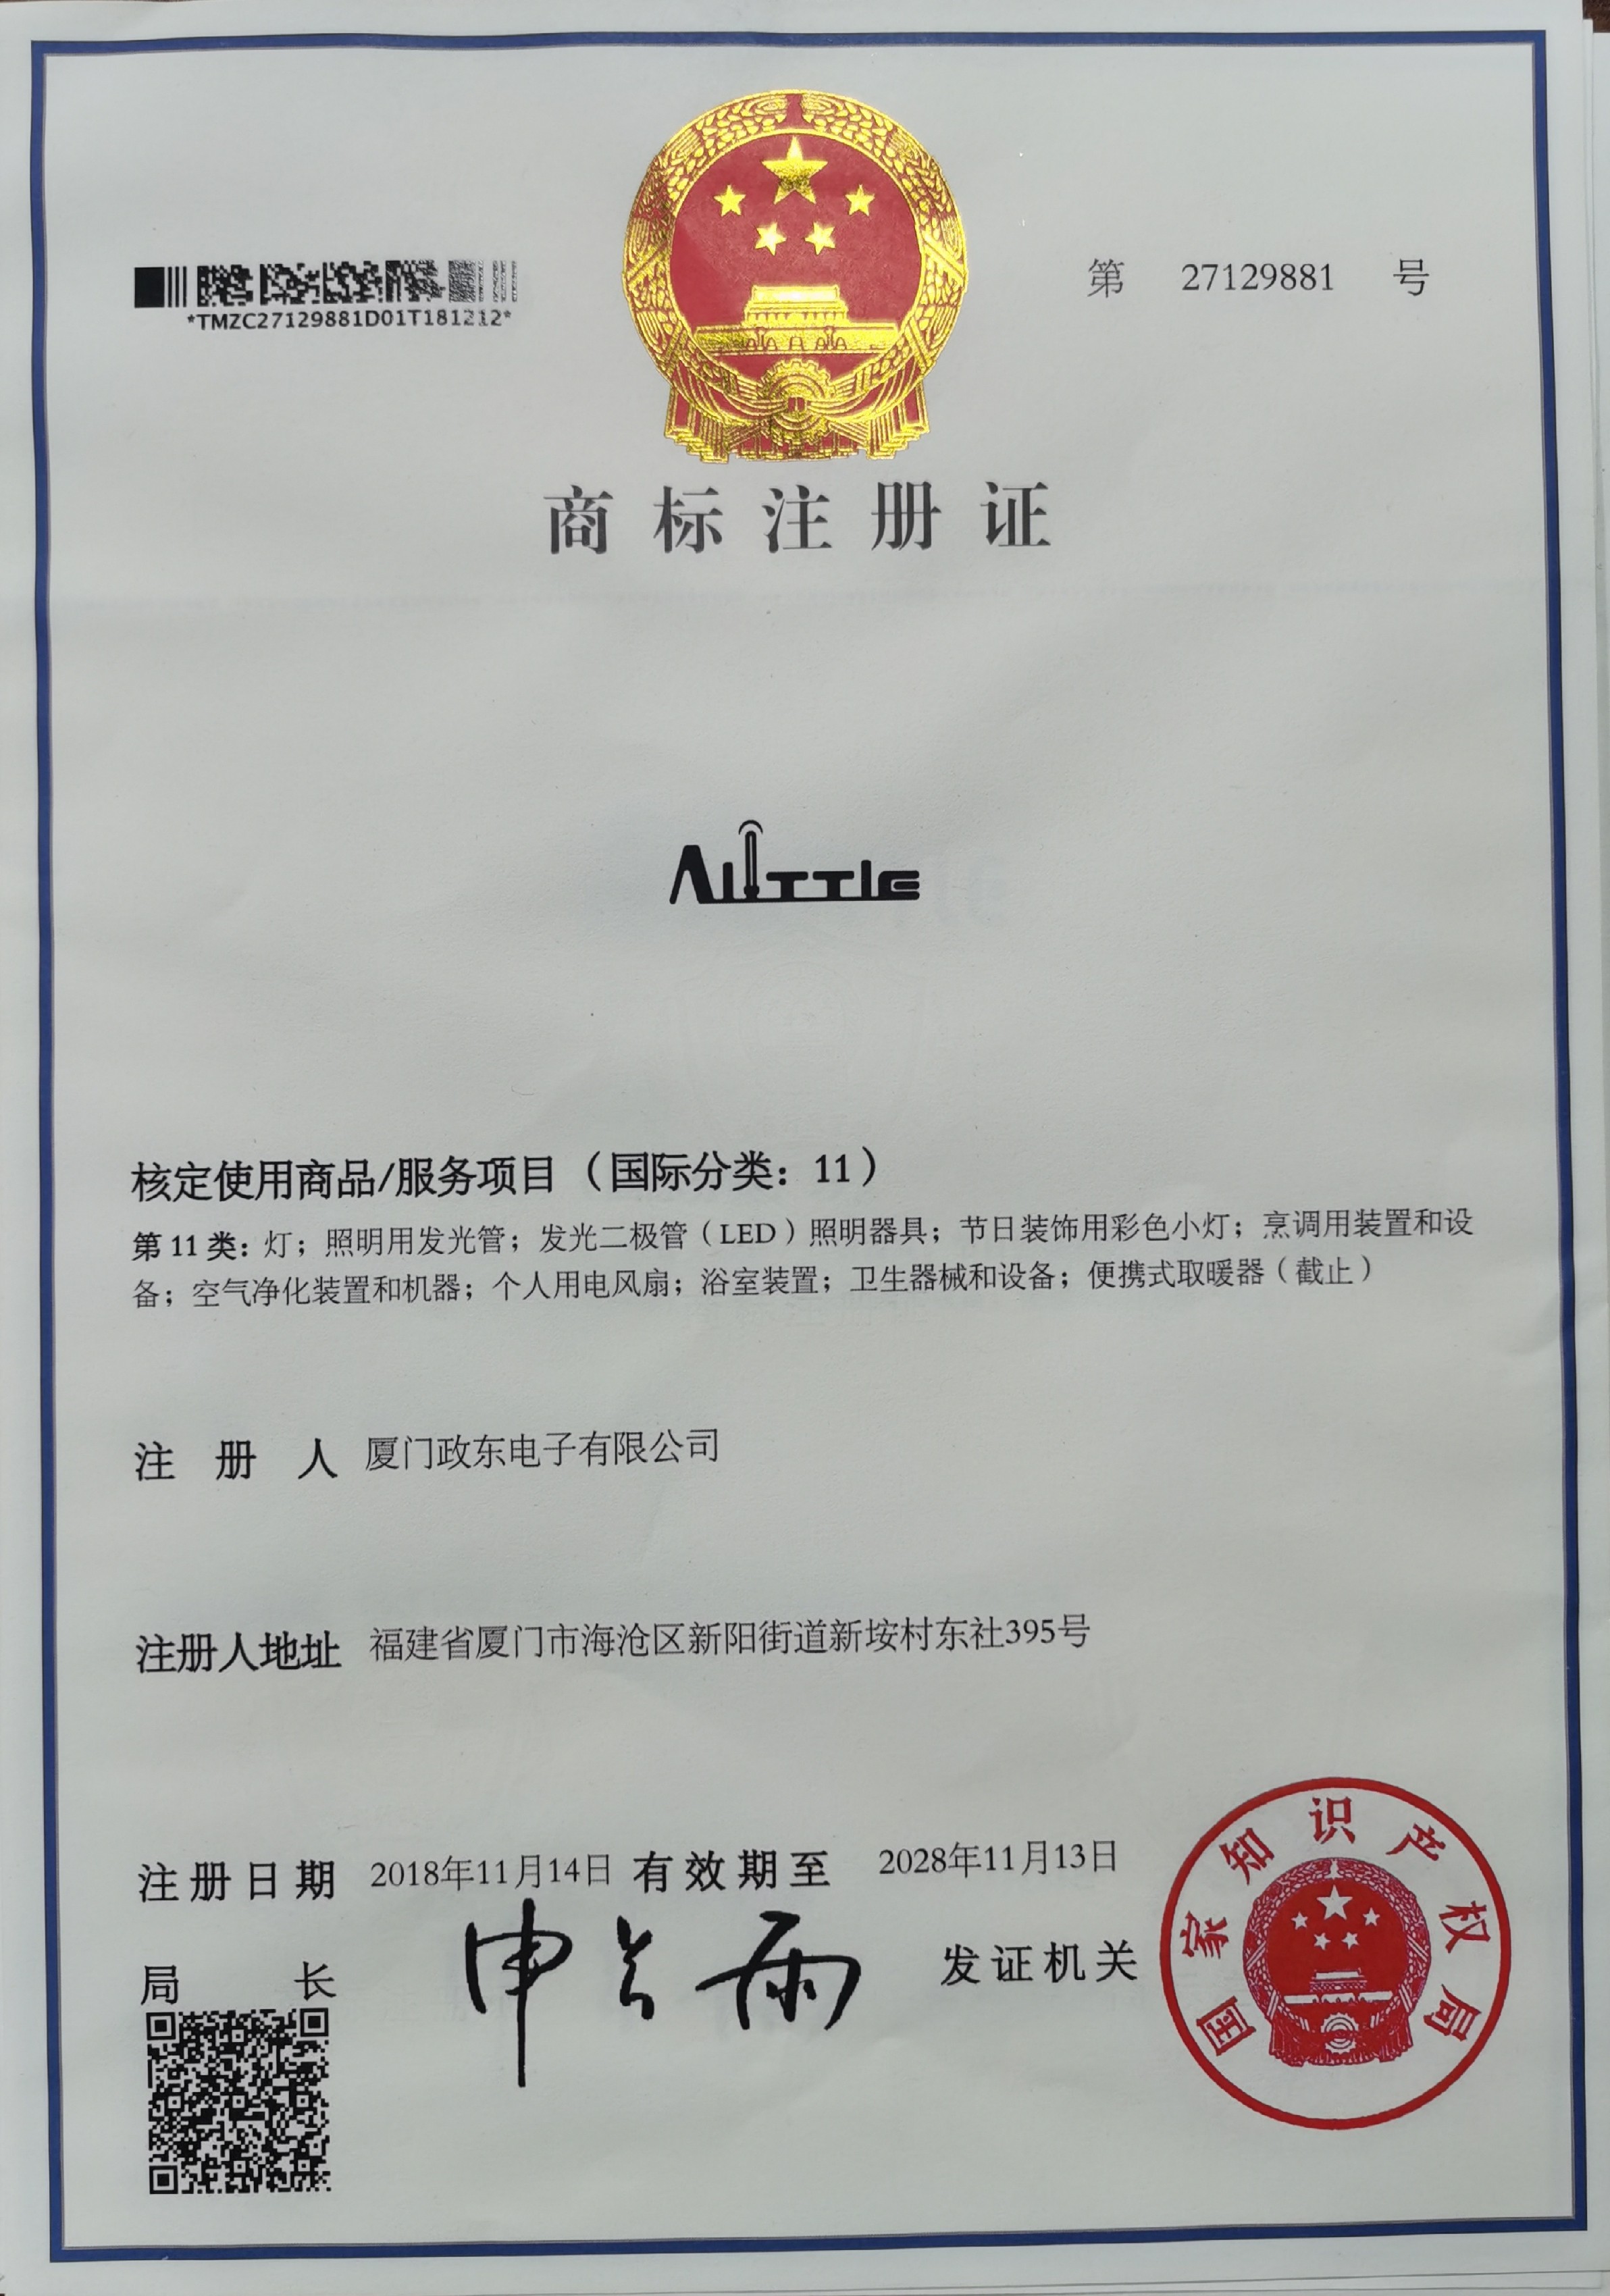 *TMZC27129881D01T181212*
第 27129881 号
商标注册证
AlittlE
核定使用商品/服务项目（国际分类：11）
第 11 类：灯；照明用发光管；发光二极管（LED）照明器具；节日装饰用彩色小灯；烹调用装置和设
备；空气净化装置和机器；个人用电风扇；浴室装置；卫生器械和设备；便携式取暖器（截止）
注册人 厦门政东电子有限公司
注册人地址 福建省厦门市海沧区新阳街道新垵村东社395号
注册日期 2018年11月14日 有效期至 2028年11月13日
局长 申长雨 发证机关
国家知识产权局